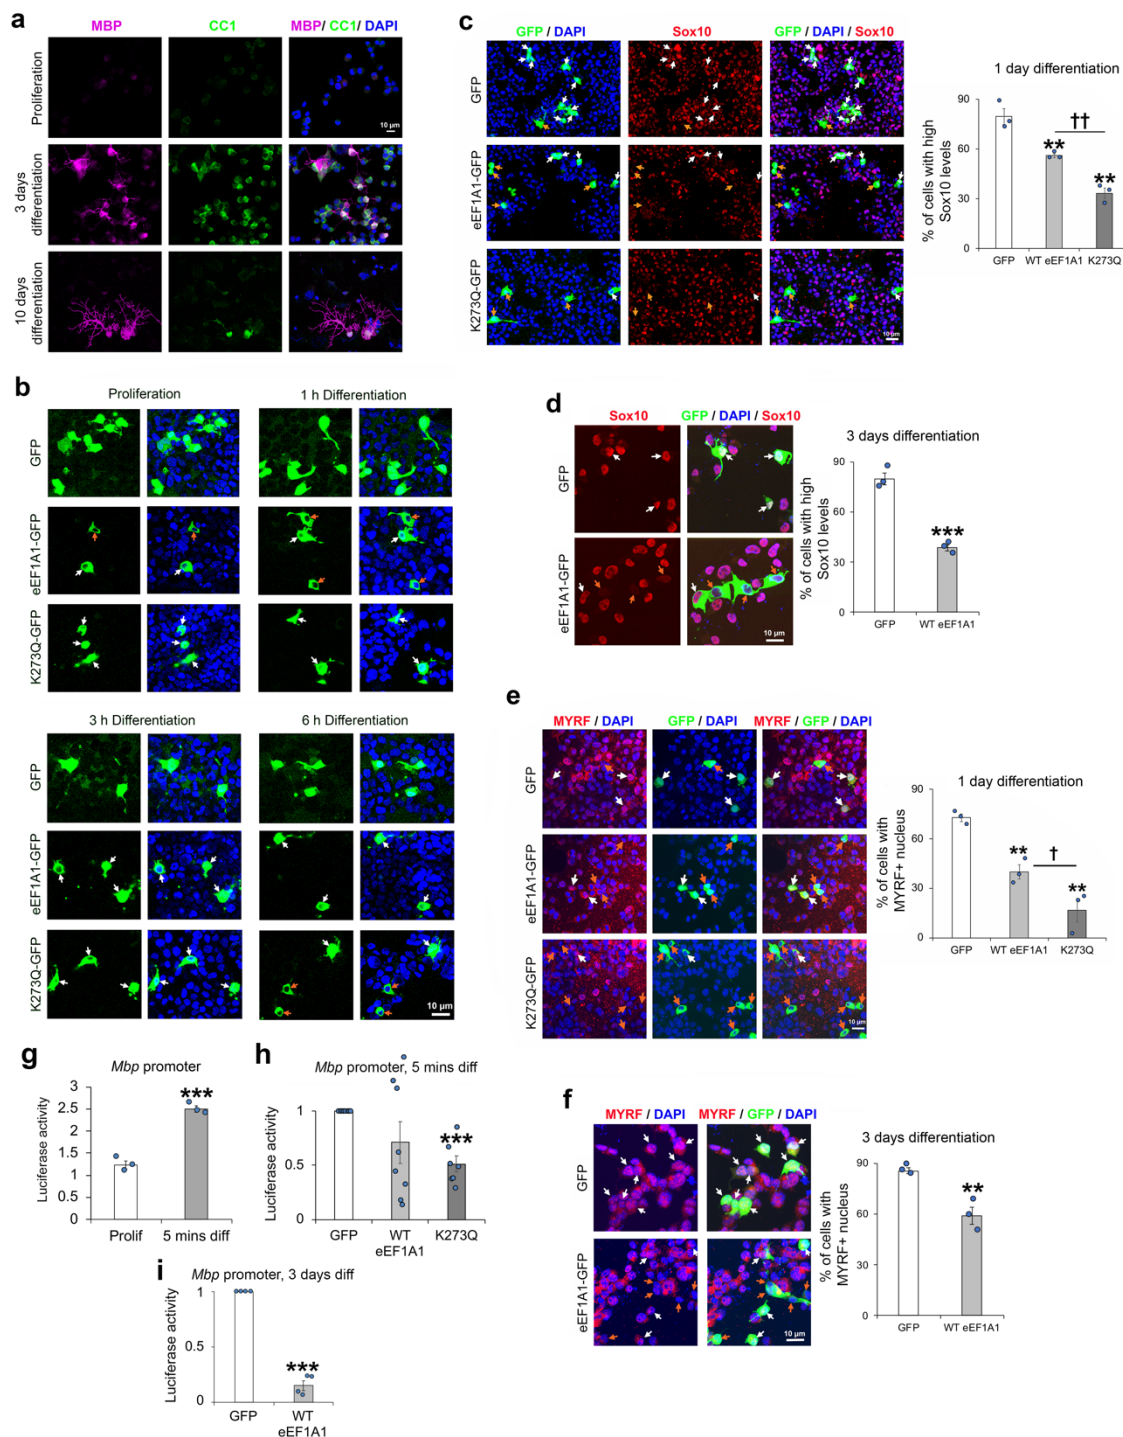 a
MBP CC1 MBP/ CC1/ DAPI
Proliferation
10 µm
3 days
differentiation
10 days
differentiation
b
Proliferation 1 h Differentiation
GFP
eEF1A1-GFP
K273Q-GFP
3 h Differentiation 6 h Differentiation
GFP
eEF1A1-GFP
K273Q-GFP
10 µm
c
GFP / DAPI Sox10 GFP / DAPI / Sox10
GFP
eEF1A1-GFP
K273Q-GFP
10 µm
1 day differentiation
% of cells with high
Sox10 levels
90
60
30
0
**
††
**
GFP WT eEF1A1 K273Q
d
Sox10 GFP / DAPI / Sox10
GFP
eEF1A1-GFP
10 µm
3 days differentiation
% of cells with high
Sox10 levels
90
60
30
0
***
GFP WT eEF1A1
e
MYRF / DAPI GFP / DAPI MYRF / GFP / DAPI
GFP
eEF1A1-GFP
K273Q-GFP
10 µm
1 day differentiation
% of cells with
MYRF+ nucleus
90
60
30
0
**
†
**
GFP WT eEF1A1 K273Q
f
MYRF / DAPI MYRF / GFP / DAPI
GFP
eEF1A1-GFP
10 µm
3 days differentiation
% of cells with
MYRF+ nucleus
90
60
30
0
**
GFP WT eEF1A1
g
Mbp promoter
Luciferase activity
3
2.5
2
1.5
1
0.5
0
***
Prolif 5 mins diff
h
Mbp promoter, 5 mins diff
Luciferase activity
1
0.5
0
***
GFP WT K273Q
eEF1A1
i
Mbp promoter, 3 days diff
Luciferase activity
1
0
***
GFP WT
eEF1A1